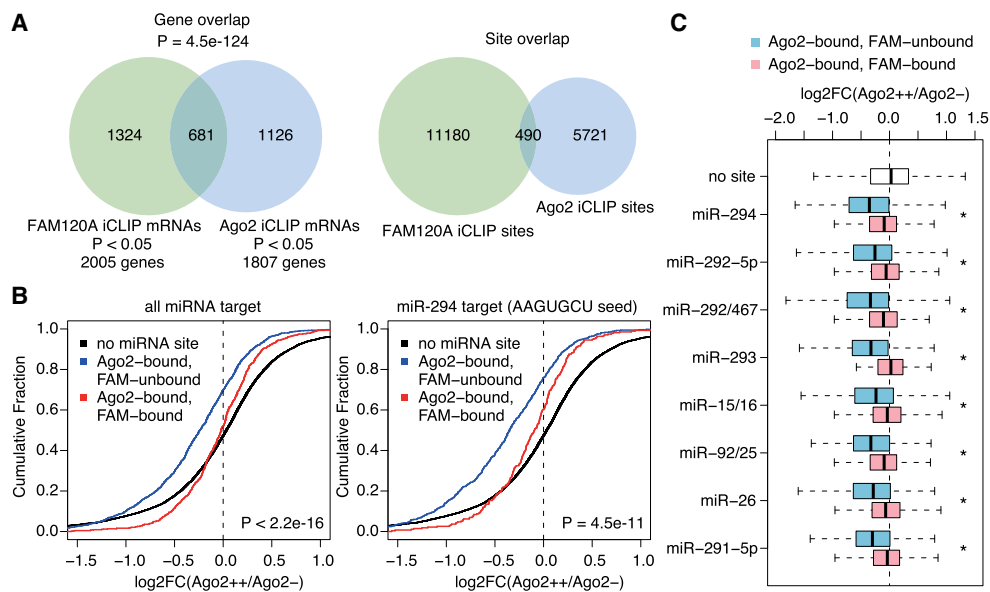 A
Gene overlap
P = 4.5e-124
1324
681
1126
FAM120A iCLIP mRNAs
P < 0.05
2005 genes
Ago2 iCLIP mRNAs
P < 0.05
1807 genes
Site overlap
11180
490
5721
Ago2 iCLIP sites
FAM120A iCLIP sites
B
all miRNA target
Cumulative Fraction
1.0
0.8
0.6
0.4
0.2
0.0
no miRNA site
Ago2−bound,
FAM−unbound
Ago2−bound,
FAM−bound
P < 2.2e-16
−1.5 −1.0 −0.5 0.0 0.5 1.0
log2FC(Ago2++/Ago2−)
miR-294 target (AAGUGCU seed)
Cumulative Fraction
1.0
0.8
0.6
0.4
0.2
0.0
no miRNA site
Ago2−bound,
FAM−unbound
Ago2−bound,
FAM−bound
P = 4.5e-11
−1.5 −1.0 −0.5 0.0 0.5 1.0
log2FC(Ago2++/Ago2−)
C
Ago2−bound, FAM−unbound
Ago2−bound, FAM−bound
log2FC(Ago2++/Ago2−)
−2.0 −1.0 0.0 1.0 1.5
no site
miR−294 *
miR−292−5p *
miR−292/467 *
miR−293 *
miR−15/16 *
miR−92/25 *
miR−26 *
miR−291−5p *